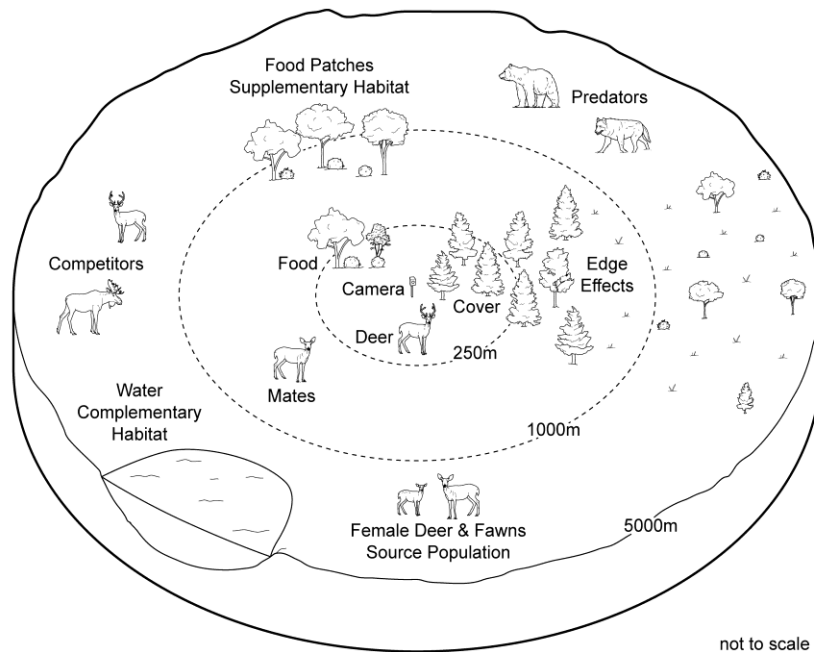 Food Patches
Supplementary Habitat
Predators
Competitors
Food
Camera
Cover
Edge
Effects
Deer
250m
Mates
Water
Complementary
Habitat
1000m
Female Deer & Fawns
Source Population
5000m
not to scale